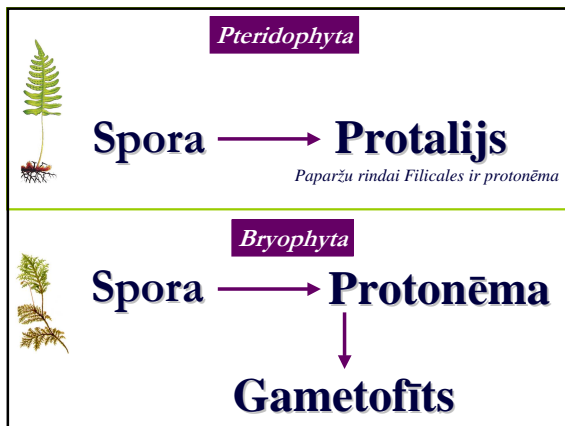 Pteridophyta
Spora Protalijs
Paparžu rindai Filicales ir protonēma
Bryophyta
Spora Protonēma
Gametofīts